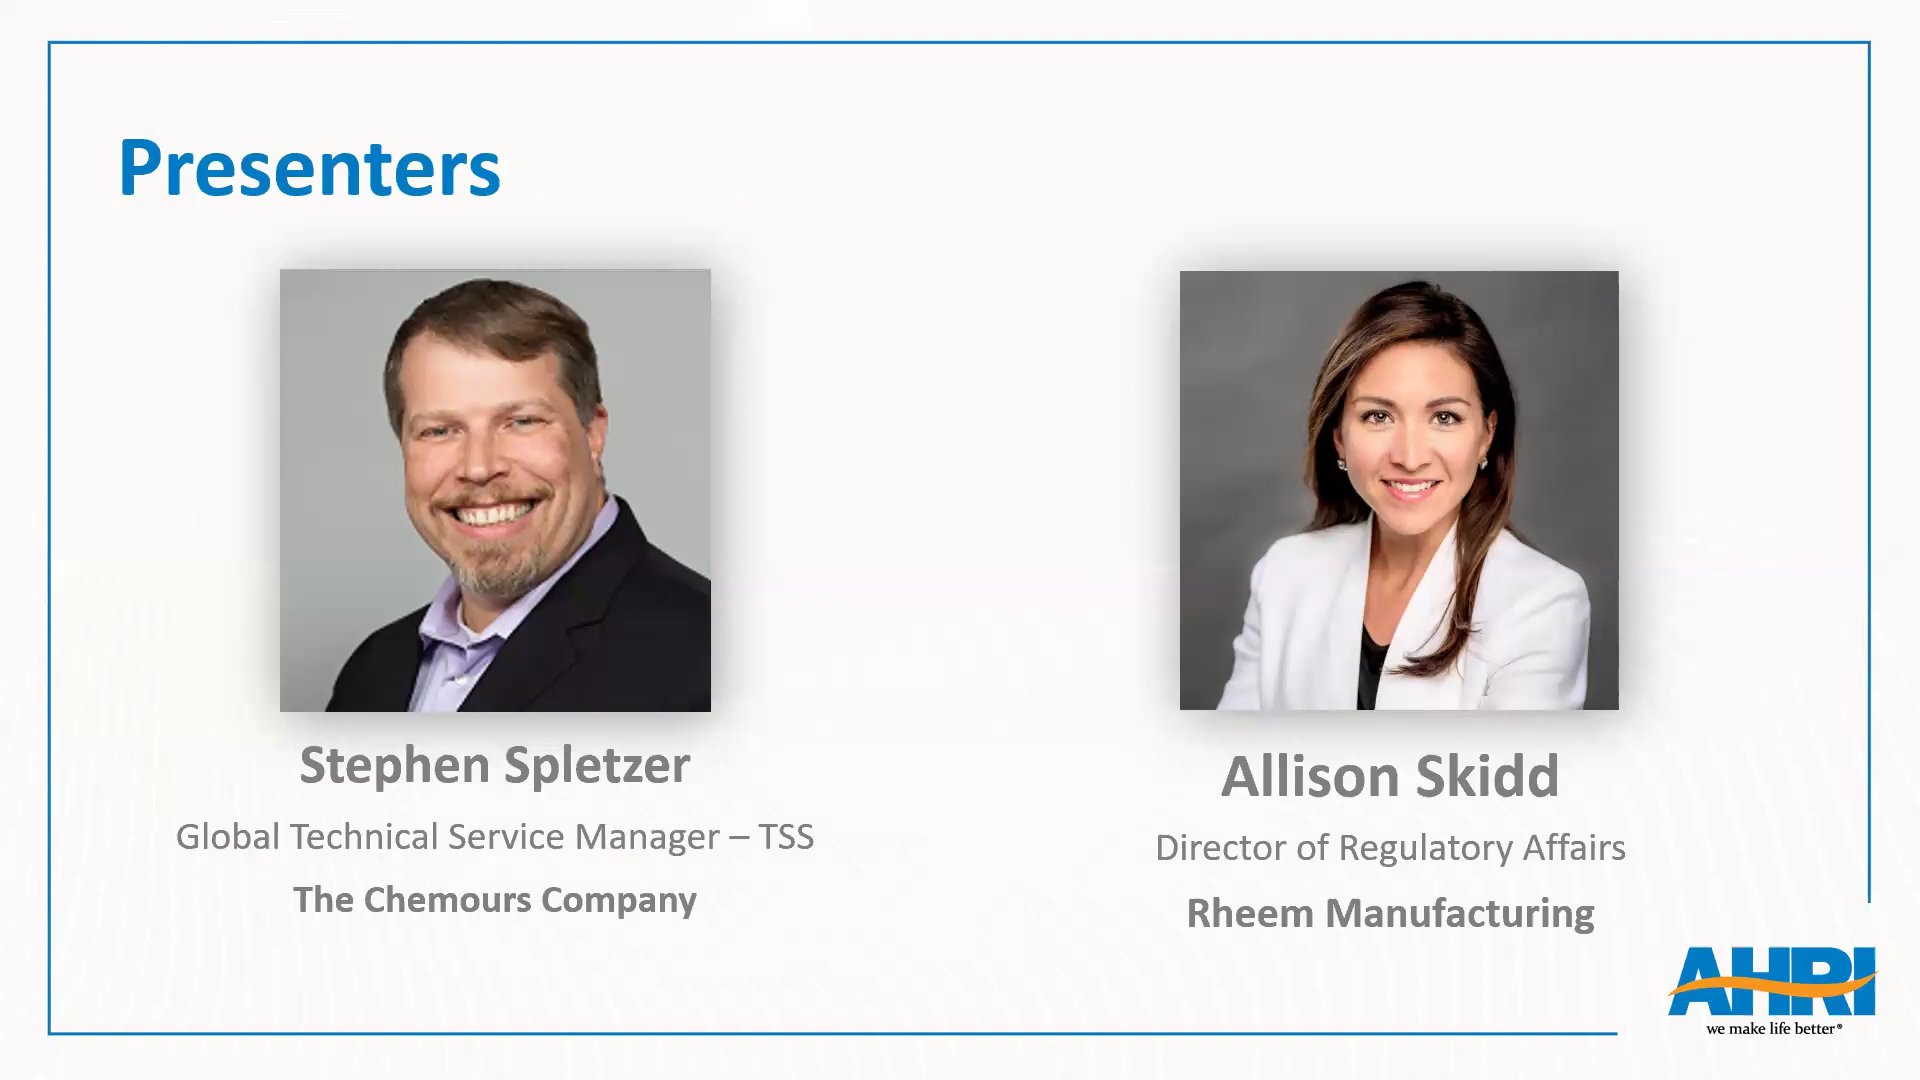 Presenters
Stephen Spletzer
Global Technical Service Manager – TSS
The Chemours Company
Allison Skidd
Director of Regulatory Affairs
Rheem Manufacturing
AHRI
we make life better®